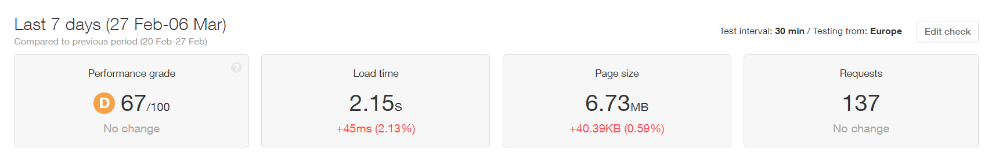 Last 7 days (27 Feb-06 Mar)
Compared to previous period (20 Feb-27 Feb)
Test interval: 30 min / Testing from: Europe
Edit check
Performance grade
?
D 67/100
No change
Load time
2.15s
+45ms (2.13%)
Page size
6.73MB
+40.39KB (0.59%)
Requests
137
No change